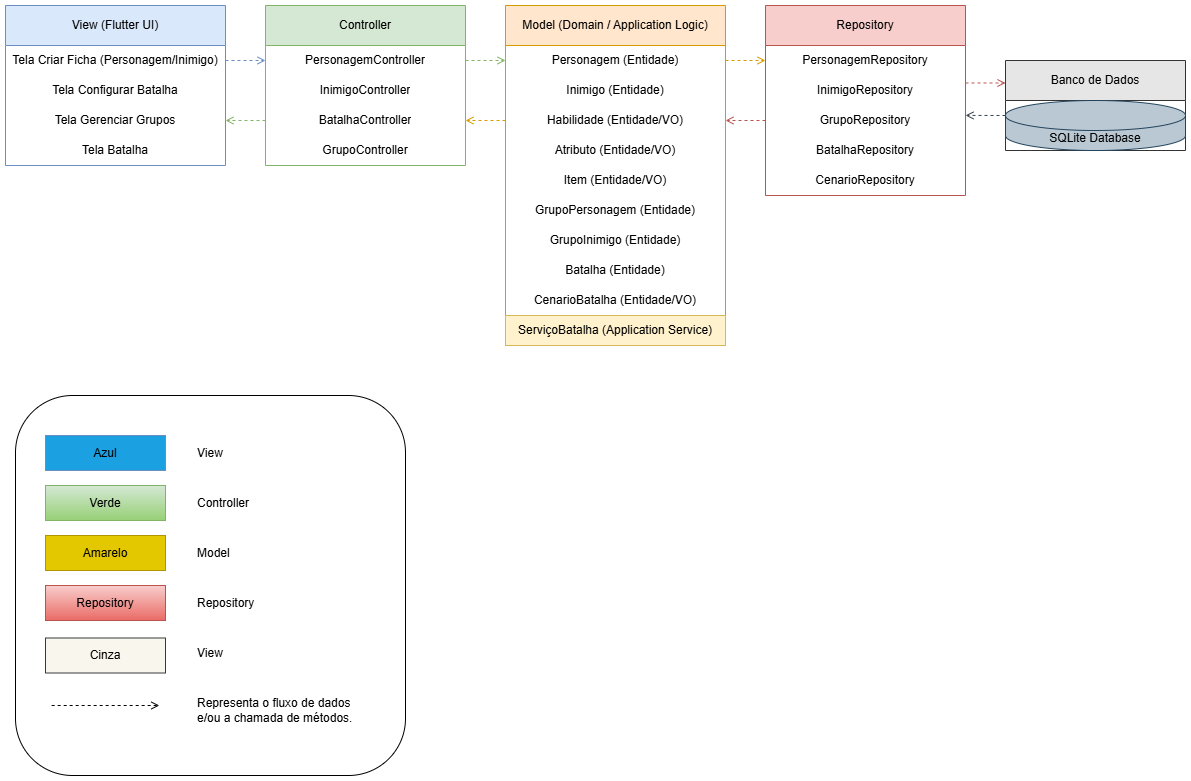 View (Flutter UI)
Tela Criar Ficha (Personagem/Inimigo)
Tela Configurar Batalha
Tela Gerenciar Grupos
Tela Batalha
Controller
PersonagemController
InimigoController
BatalhaController
GrupoController
Model (Domain / Application Logic)
Personagem (Entidade)
Inimigo (Entidade)
Habilidade (Entidade/VO)
Atributo (Entidade/VO)
Item (Entidade/VO)
GrupoPersonagem (Entidade)
GrupoInimigo (Entidade)
Batalha (Entidade)
CenarioBatalha (Entidade/VO)
ServiçoBatalha (Application Service)
Repository
PersonagemRepository
InimigoRepository
GrupoRepository
BatalhaRepository
CenarioRepository
Banco de Dados
SQLite Database
Azul
View
Verde
Controller
Amarelo
Model
Repository
Repository
Cinza
View
Representa o fluxo de dados
e/ou a chamada de métodos.